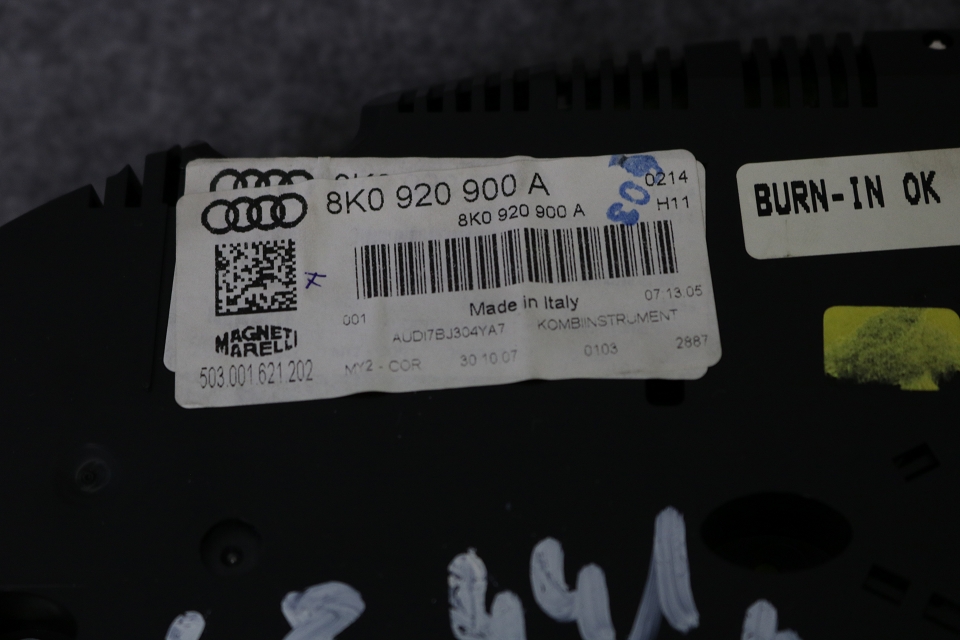 8K0 920 900 A
8K0 920 900 A
0214
H11
003
BURN-IN OK
Made in Italy
07.13.05
001
AUDI7BJ304YA7
KOMBIINSTRUMENT
MAGNETI
MARELLI
503.001.621.202
MY2 - COR
30.10.07
0103
2887